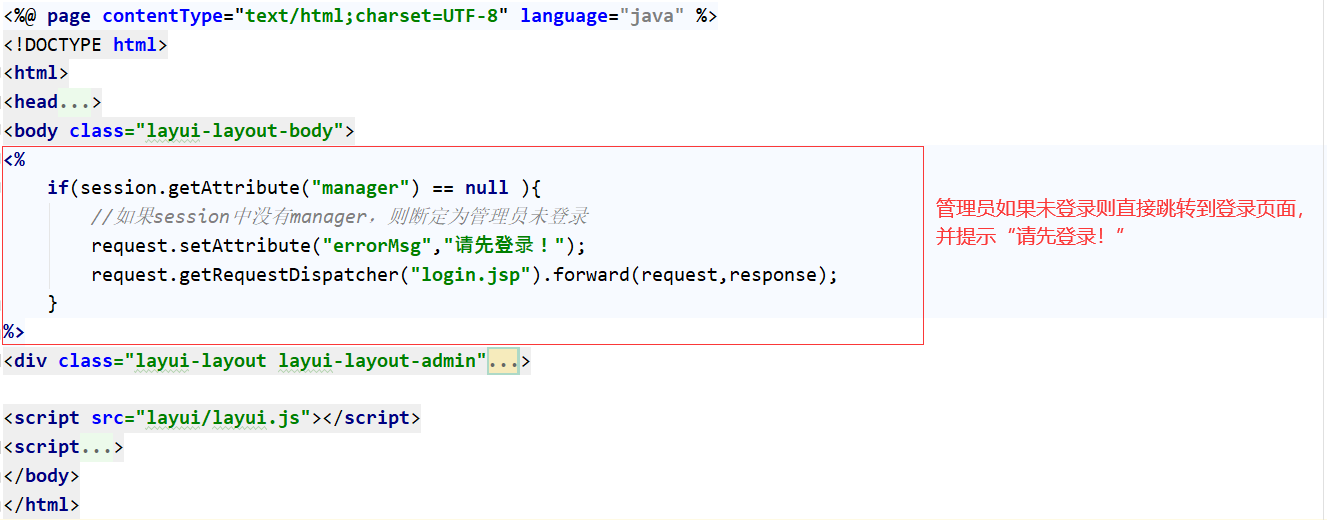 <%@ page contentType="text/html;charset=UTF-8" language="java" %>
<!DOCTYPE html>
<html>
<head...>
<body class="layui-layout-body">
<%
    if(session.getAttribute("manager") == null ){
        //如果session中没有manager，则断定为管理员未登录
        request.setAttribute("errorMsg","请先登录！");
        request.getRequestDispatcher("login.jsp").forward(request,response);
    }
%>
管理员如果未登录则直接跳转到登录页面，
并提示“请先登录！”
<div class="layui-layout layui-layout-admin"...>
<script src="layui/layui.js"></script>
<script...>
</body>
</html>